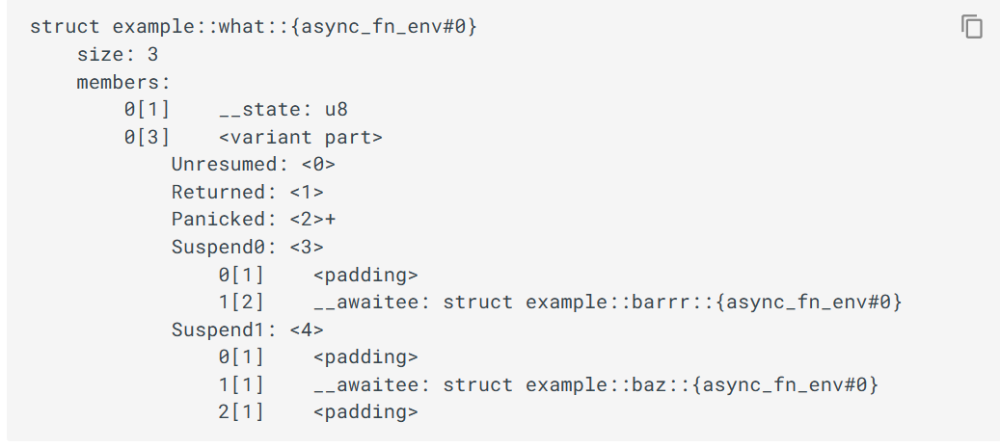 struct example::what::{async_fn_env#0}
    size: 3
    members:
        0[1]    __state: u8
        0[3]    <variant part>
            Unresumed: <0>
            Returned: <1>
            Panicked: <2>+
            Suspend0: <3>
                0[1]    <padding>
                1[2]    __awaitee: struct example::barrr::{async_fn_env#0}
            Suspend1: <4>
                0[1]    <padding>
                1[1]    __awaitee: struct example::baz::{async_fn_env#0}
                2[1]    <padding>